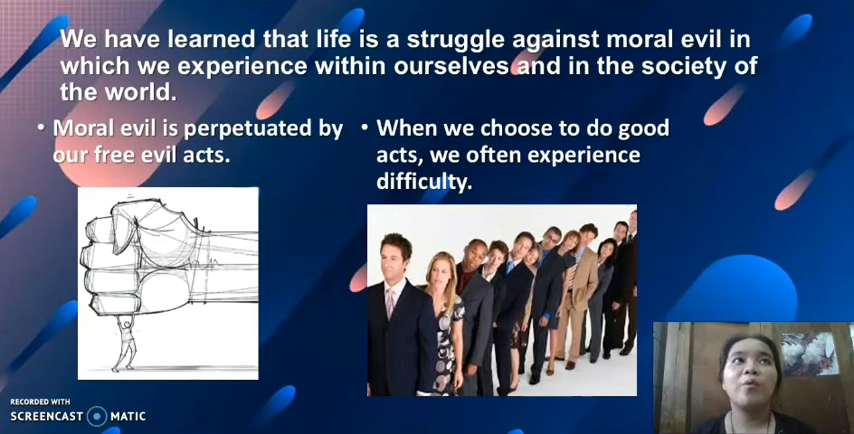 We have learned that life is a struggle against moral evil in
which we experience within ourselves and in the society of
the world.
• Moral evil is perpetuated by
our free evil acts.
• When we choose to do good
acts, we often experience
difficulty.
RECORDED WITH
SCREENCAST MATIC